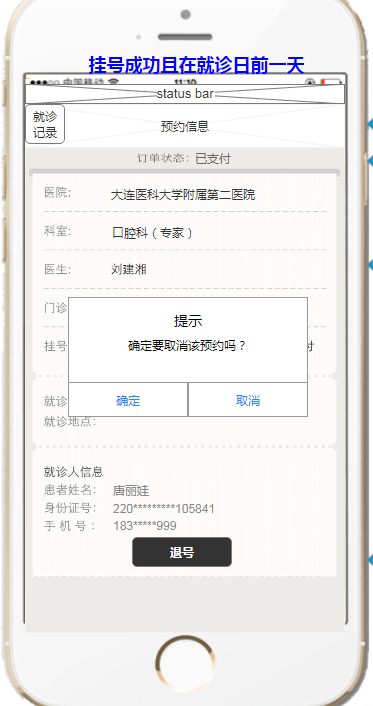 挂号成功且在就诊日前一天
11:10
status bar
就诊
记录
预约信息
订单状态：已支付
医院： 大连医科大学附属第二医院
科室： 口腔科（专家）
医生： 刘建湘
门诊
提示
确定要取消该预约吗？
挂号 付
确定 取消
就诊
就诊地点：
就诊人信息
患者姓名： 唐丽娃
身份证号： 220*********105841
手 机 号 ： 183*****999
退号